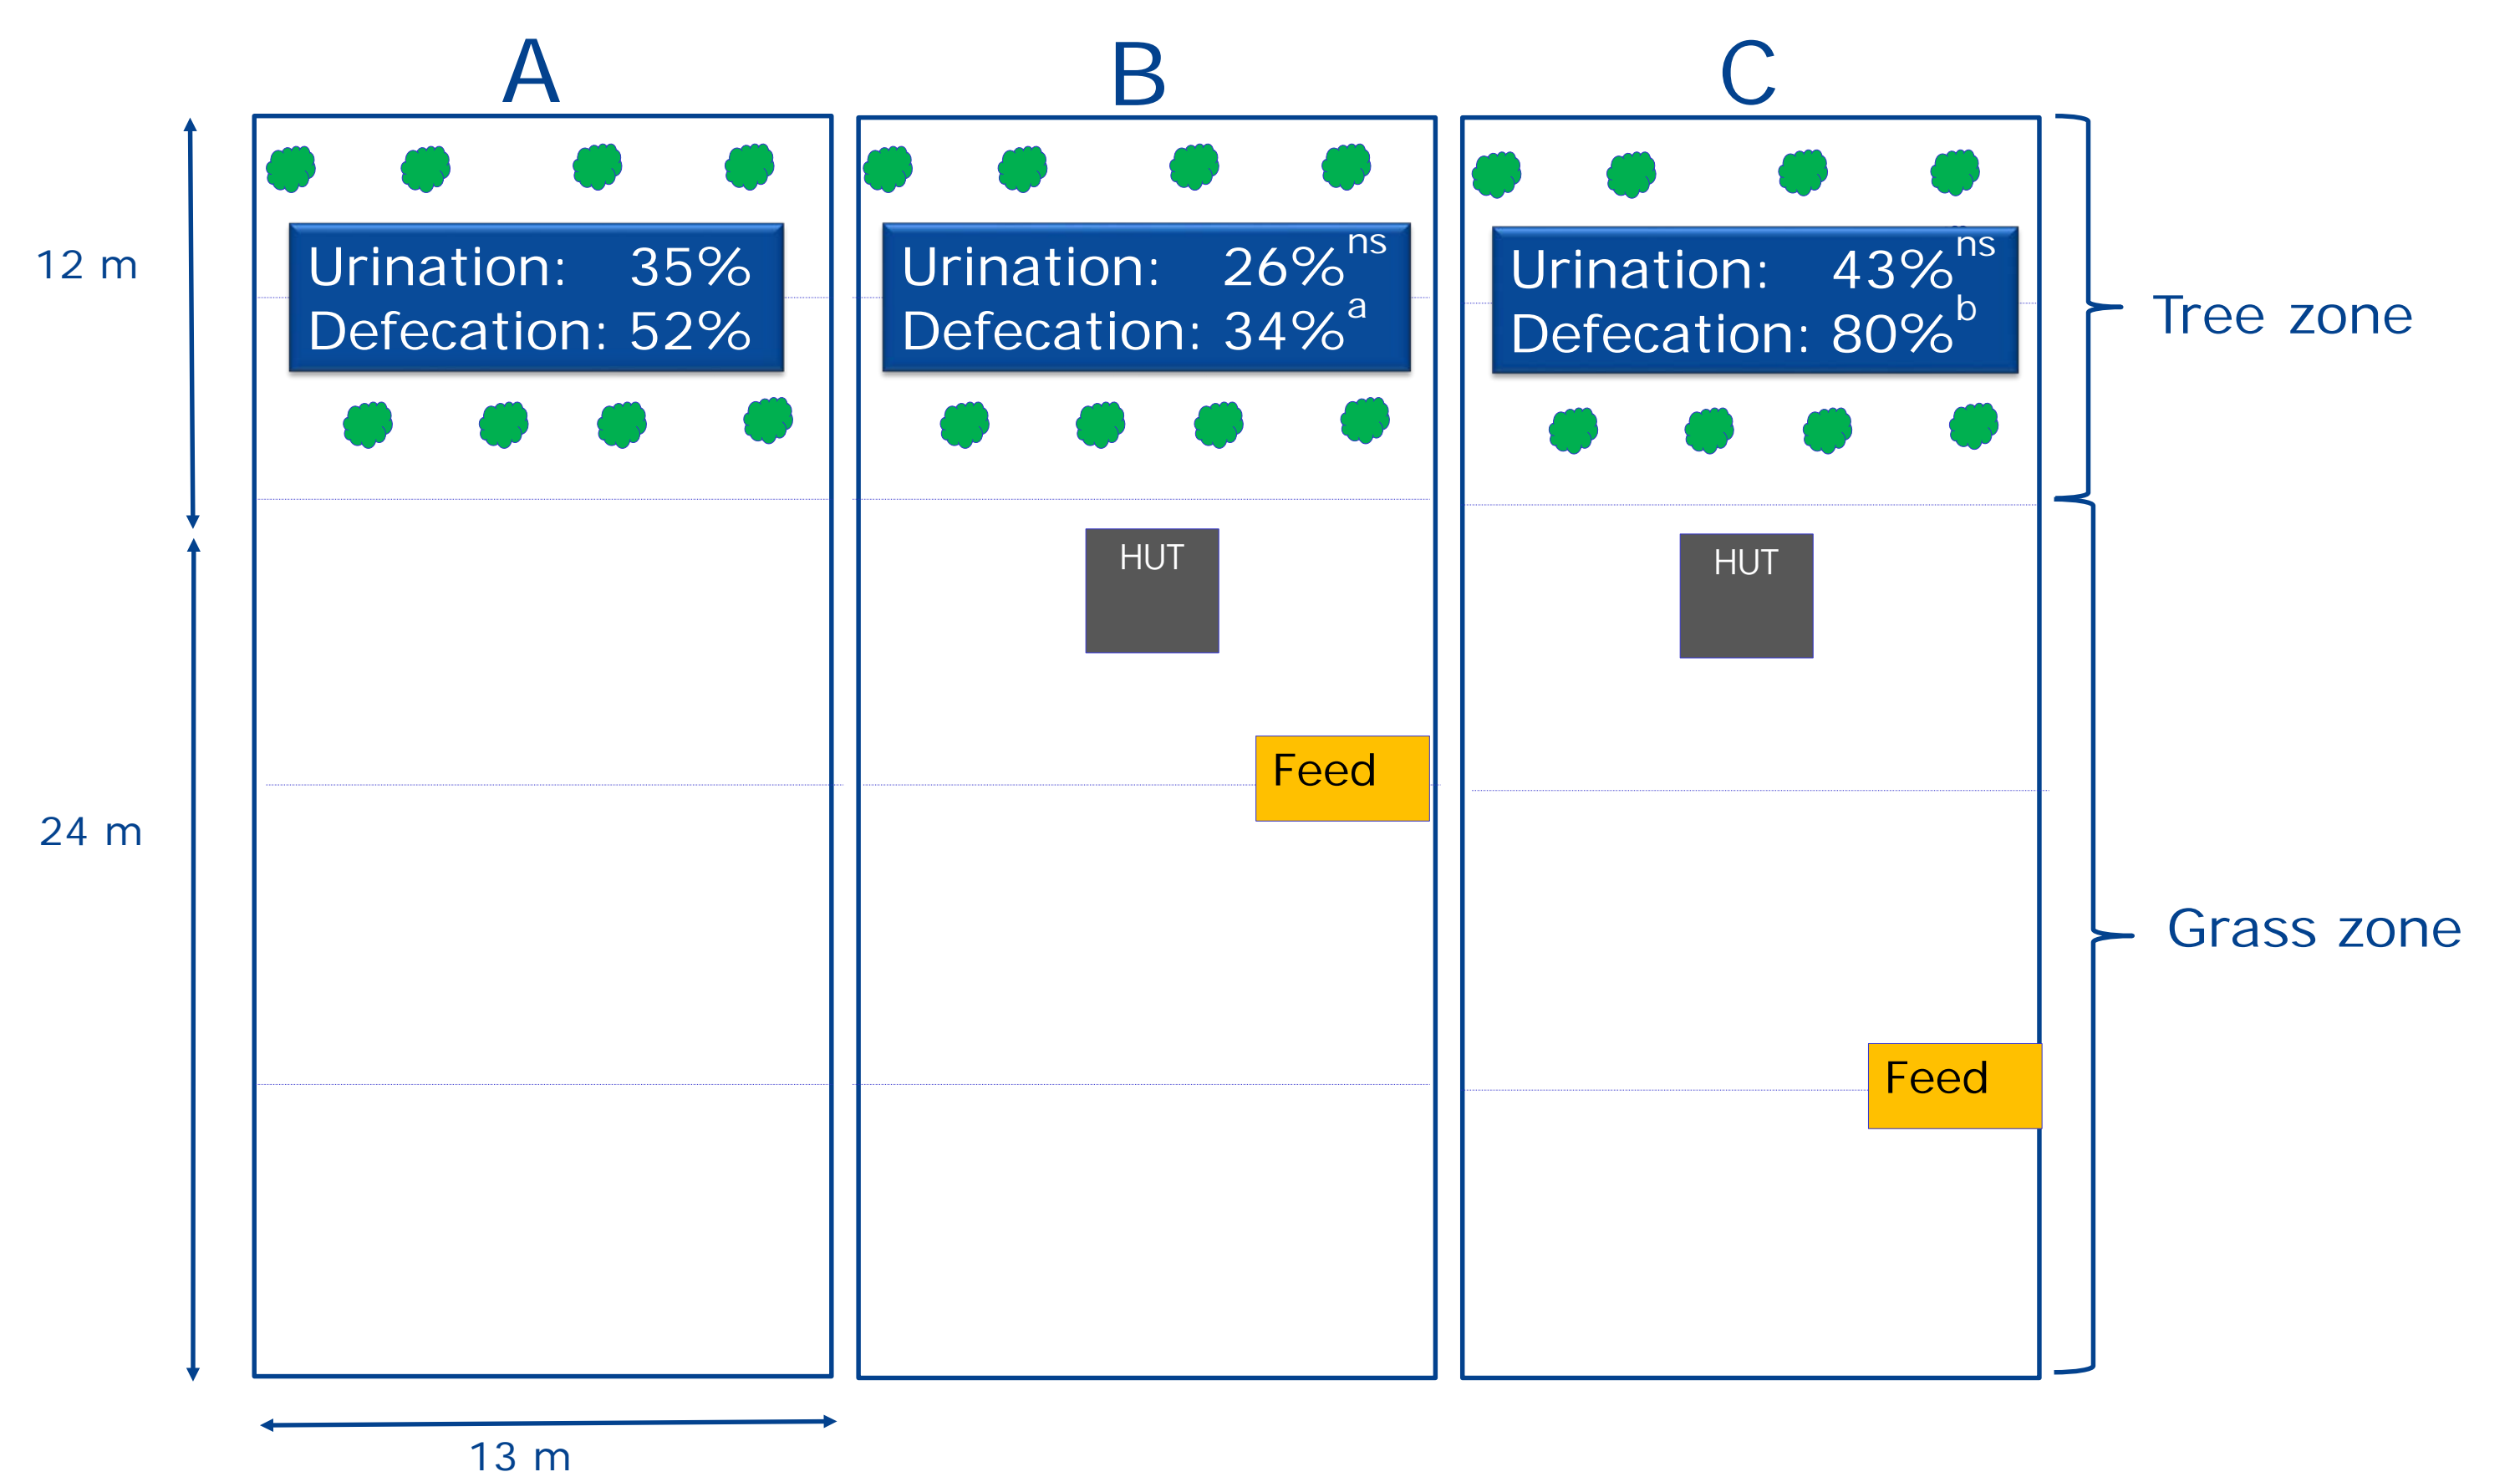 A
B
C
12 m
Urination: 35%
Defecation: 52%
Urination: 26%ns
Defecation: 34%a
Urination: 43%ns
Defecation: 80%b
Tree zone
HUT
HUT
Feed
24 m
Grass zone
Feed
13 m